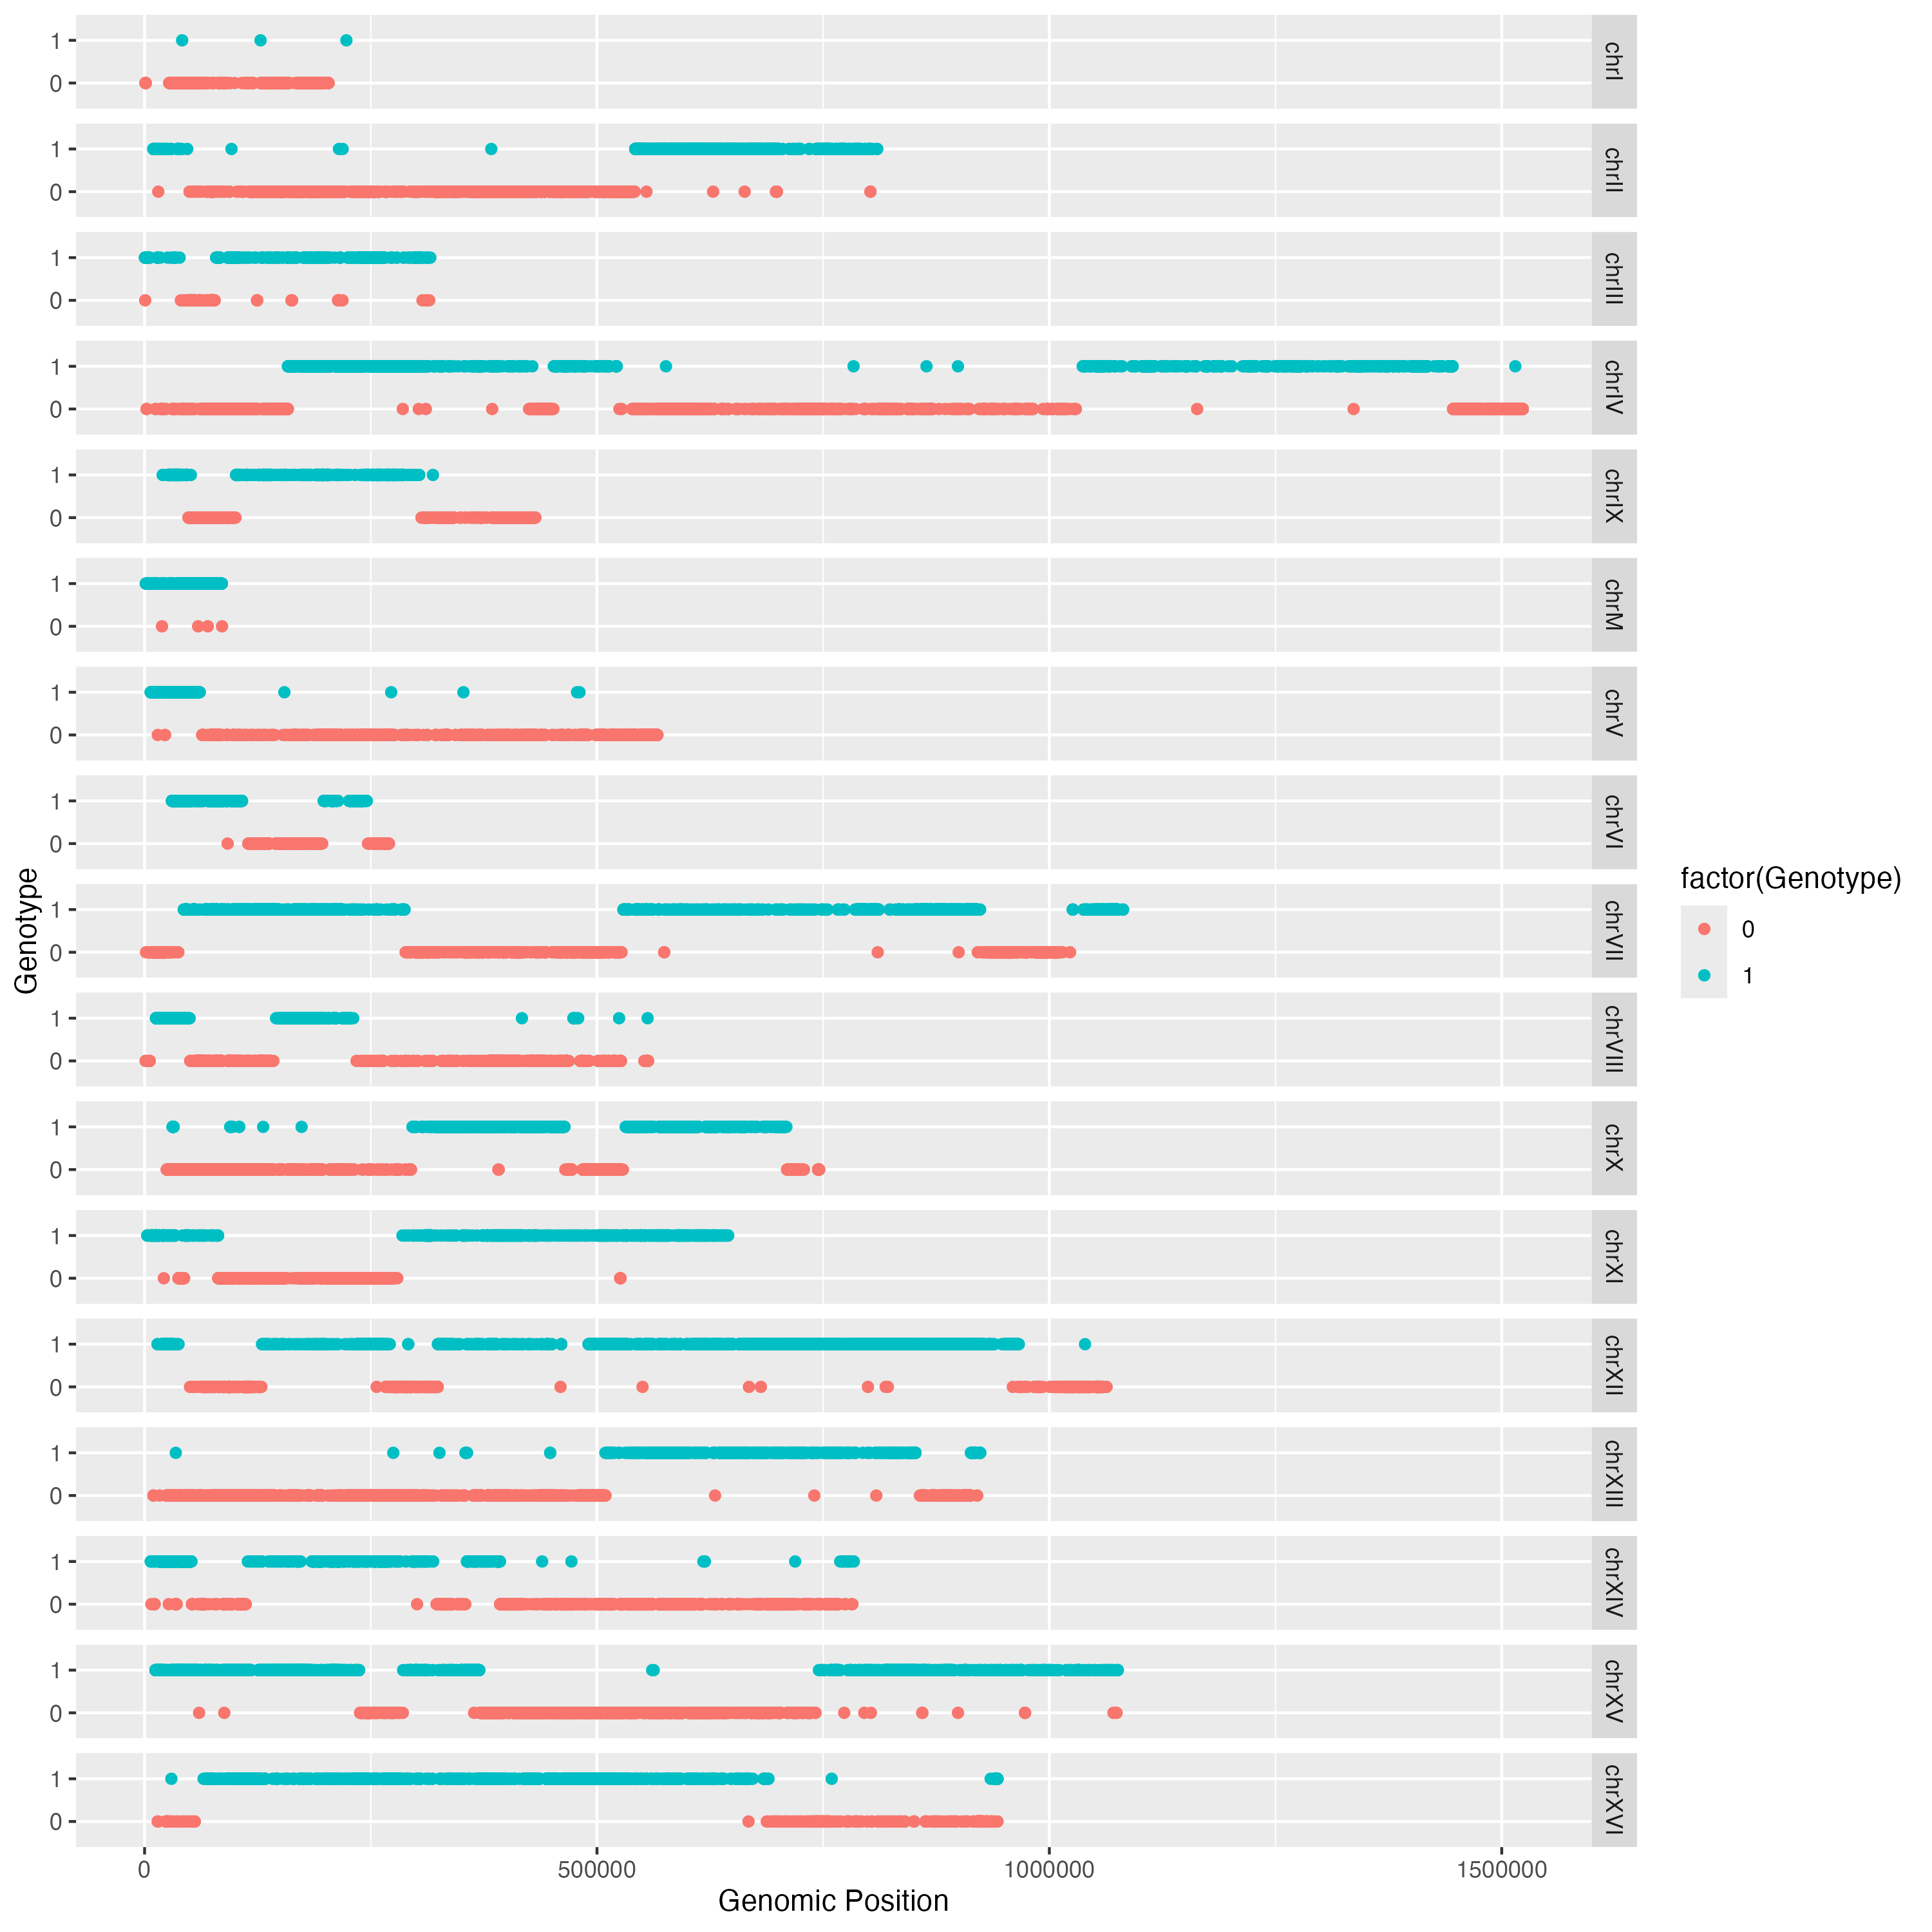 Genotype
1
0
chrI
1
0
chrII
1
0
chrIII
1
0
chrIV
1
0
chrIX
1
0
chrM
1
0
chrV
1
0
chrVI
1
0
chrVII
1
0
chrVIII
1
0
chrX
1
0
chrXI
1
0
chrXII
1
0
chrXIII
1
0
chrXIV
1
0
chrXV
1
0
chrXVI
0 500000 1000000 1500000
Genomic Position
factor(Genotype)
0
1